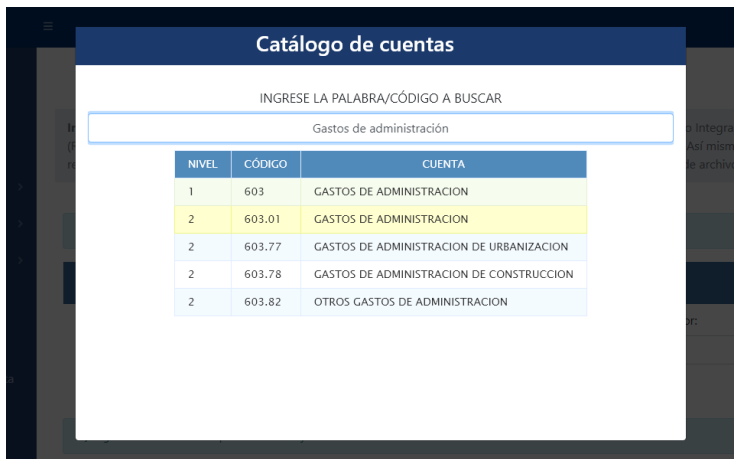 Catálogo de cuentas
INGRESE LA PALABRA/CÓDIGO A BUSCAR
Gastos de administración
NIVEL CÓDIGO CUENTA
1 603 GASTOS DE ADMINISTRACION
2 603.01 GASTOS DE ADMINISTRACION
2 603.77 GASTOS DE ADMINISTRACION DE URBANIZACION
2 603.78 GASTOS DE ADMINISTRACION DE CONSTRUCCION
2 603.82 OTROS GASTOS DE ADMINISTRACION